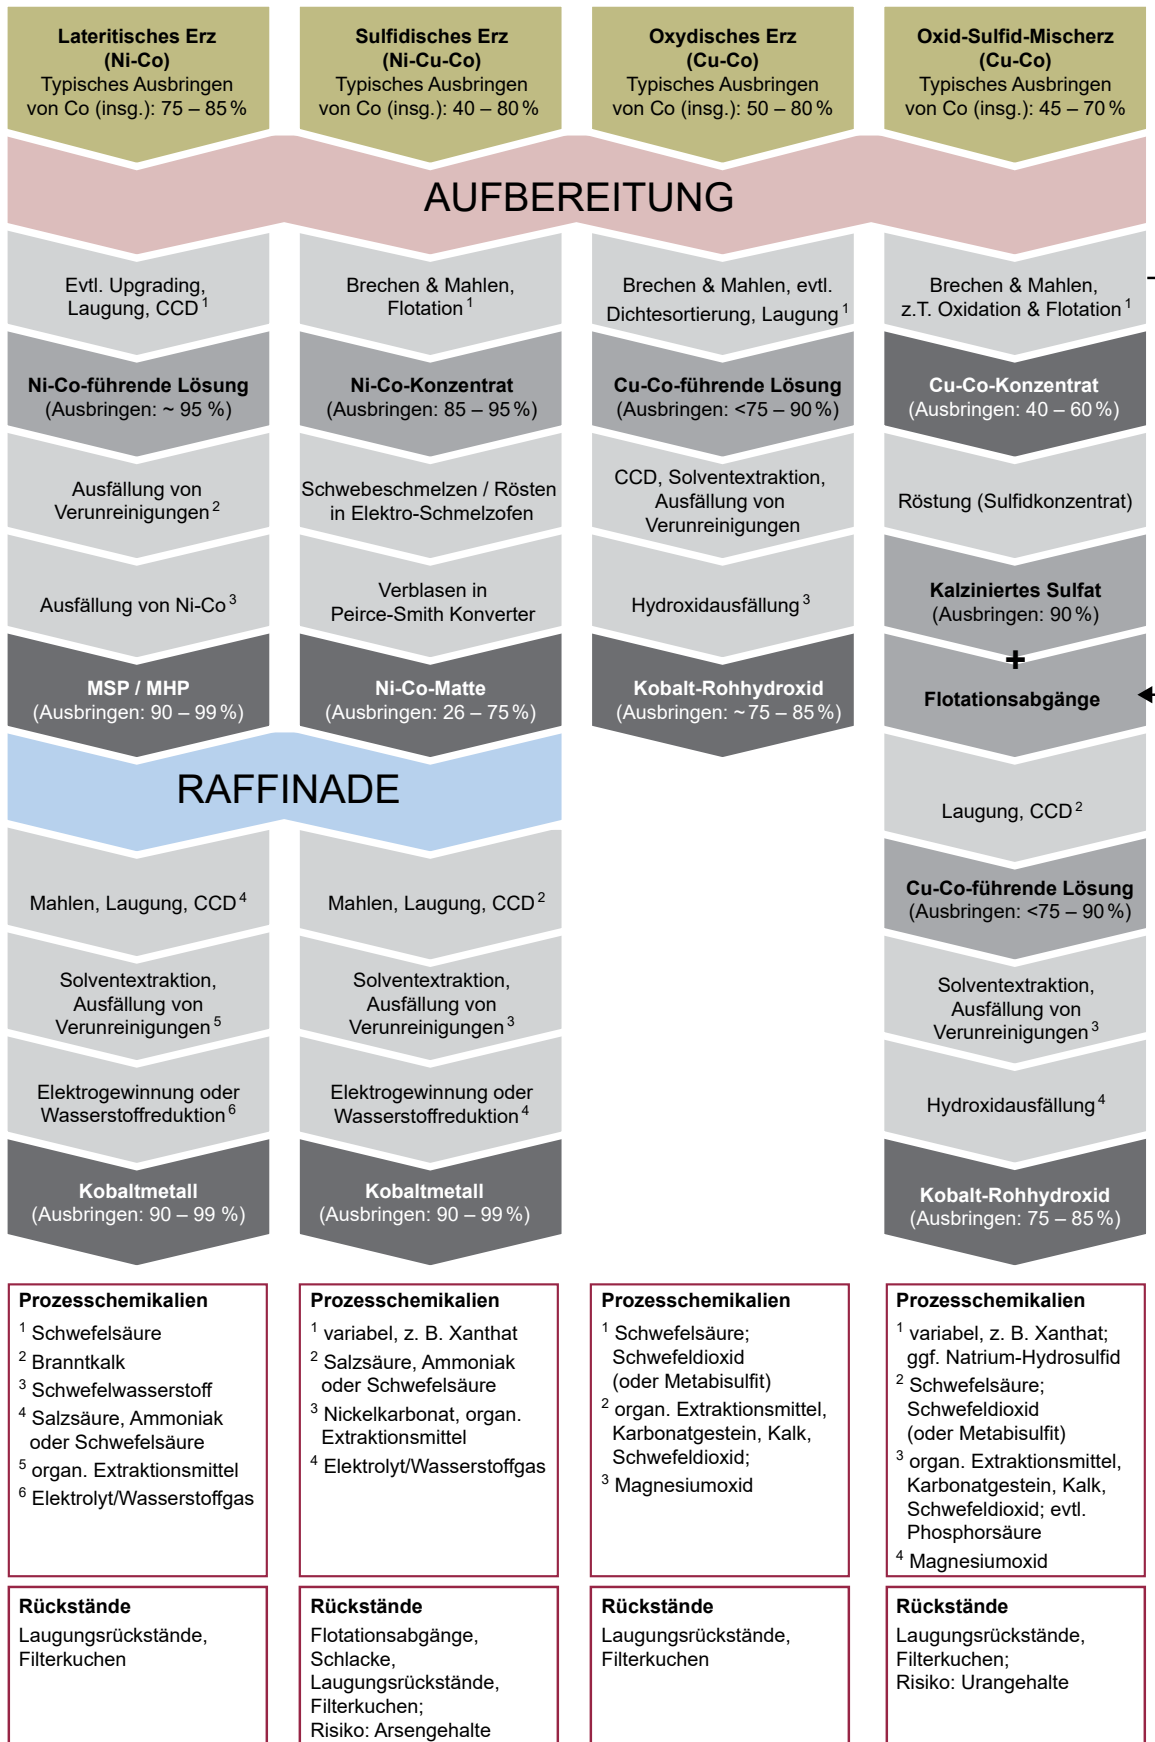 Lateritisches Erz
(Ni-Co)
Typisches Ausbringen
von Co (insg.): 75 – 85 %
Sulfidisches Erz
(Ni-Cu-Co)
Typisches Ausbringen
von Co (insg.): 40 – 80 %
Oxydisches Erz
(Cu-Co)
Typisches Ausbringen
von Co (insg.): 50 – 80 %
Oxid-Sulfid-Mischerz
(Cu-Co)
Typisches Ausbringen
von Co (insg.): 45 – 70 %
AUFBEREITUNG
Evtl. Upgrading,
Laugung, CCD 1
Brechen & Mahlen,
Flotation 1
Brechen & Mahlen, evtl.
Dichtesortierung, Laugung 1
Brechen & Mahlen,
z.T. Oxidation & Flotation 1
Ni-Co-führende Lösung
(Ausbringen: ~ 95 %)
Ni-Co-Konzentrat
(Ausbringen: 85 – 95 %)
Cu-Co-führende Lösung
(Ausbringen: <75 – 90 %)
Cu-Co-Konzentrat
(Ausbringen: 40 – 60 %)
Ausfällung von
Verunreinigungen 2
Schwebeschmelzen / Rösten
in Elektro-Schmelzofen
CCD, Solventextraktion,
Ausfällung von
Verunreinigungen
Röstung (Sulfidkonzentrat)
Ausfällung von Ni-Co 3
Verblasen in
Peirce-Smith Konverter
Hydroxidausfällung 3
Kalziniertes Sulfat
(Ausbringen: 90 %)
+
MSP / MHP
(Ausbringen: 90 – 99 %)
Ni-Co-Matte
(Ausbringen: 26 – 75 %)
Kobalt-Rohhydroxid
(Ausbringen: ~ 75 – 85 %)
Flotationsabgänge
RAFFINADE
Laugung, CCD 2
Mahlen, Laugung, CCD 4
Mahlen, Laugung, CCD 2
Cu-Co-führende Lösung
(Ausbringen: <75 – 90 %)
Solventextraktion,
Ausfällung von
Verunreinigungen 5
Solventextraktion,
Ausfällung von
Verunreinigungen 3
Solventextraktion,
Ausfällung von
Verunreinigungen 3
Elektrogewinnung oder
Wasserstoffreduktion 6
Elektrogewinnung oder
Wasserstoffreduktion 4
Hydroxidausfällung 4
Kobaltmetall
(Ausbringen: 90 – 99 %)
Kobaltmetall
(Ausbringen: 90 – 99 %)
Kobalt-Rohhydroxid
(Ausbringen: 75 – 85 %)
Prozesschemikalien
1 Schwefelsäure
2 Branntkalk
3 Schwefelwasserstoff
4 Salzsäure, Ammoniak
oder Schwefelsäure
5 organ. Extraktionsmittel
6 Elektrolyt/Wasserstoffgas
Prozesschemikalien
1 variabel, z. B. Xanthat
2 Salzsäure, Ammoniak
oder Schwefelsäure
3 Nickelkarbonat, organ.
Extraktionsmittel
4 Elektrolyt/Wasserstoffgas
Prozesschemikalien
1 Schwefelsäure;
Schwefeldioxid
(oder Metabisulfit)
2 organ. Extraktionsmittel,
Karbonatgestein, Kalk,
Schwefeldioxid;
3 Magnesiumoxid
Prozesschemikalien
1 variabel, z. B. Xanthat;
ggf. Natrium-Hydrosulfid
2 Schwefelsäure;
Schwefeldioxid
(oder Metabisulfit)
3 organ. Extraktionsmittel,
Karbonatgestein, Kalk,
Schwefeldioxid; evtl.
Phosphorsäure
4 Magnesiumoxid
Rückstände
Laugungsrückstände,
Filterkuchen
Rückstände
Flotationsabgänge,
Schlacke,
Laugungsrückstände,
Filterkuchen;
Risiko: Arsengehalte
Rückstände
Laugungsrückstände,
Filterkuchen
Rückstände
Laugungsrückstände,
Filterkuchen;
Risiko: Urangehalte